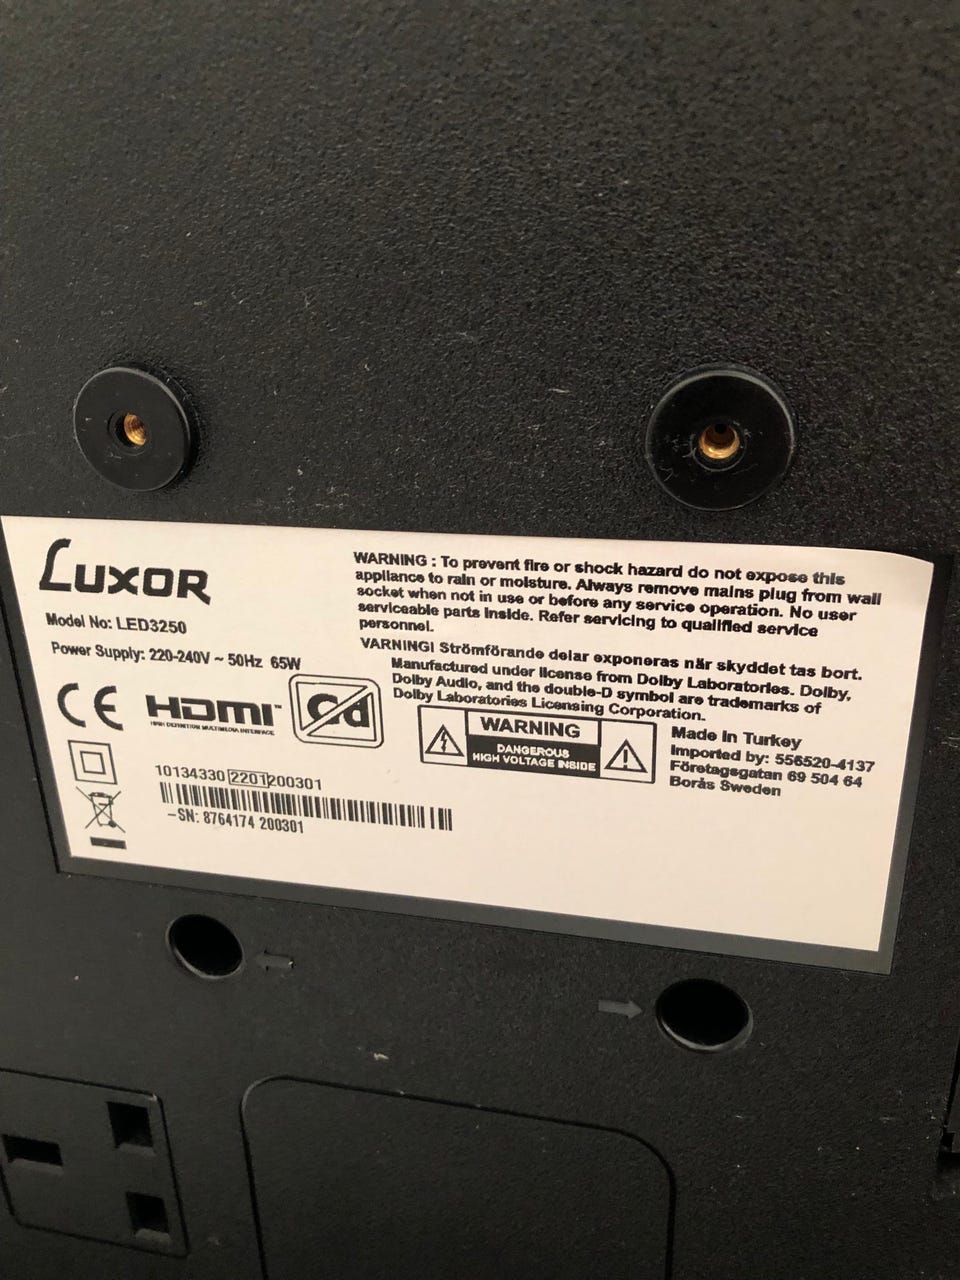 LUXOR
Model No: LED3250
Power Supply: 220-240V ~ 50Hz 65W
CE HDMI™ Cd
HIGH DEFINITION MULTIMEDIA INTERFACE
10134330 2201 200301
-SN: 8764174 200301
WARNING : To prevent fire or shock hazard do not expose this
appliance to rain or moisture. Always remove mains plug from wall
socket when not in use or before any service operation. No user
serviceable parts inside. Refer servicing to qualified service
personnel.
VARNING! Strömförande delar exponeras när skyddet tas bort.
Manufactured under license from Dolby Laboratories. Dolby,
Dolby Audio, and the double-D symbol are trademarks of
Dolby Laboratories Licensing Corporation.
WARNING
DANGEROUS
HIGH VOLTAGE INSIDE
Made In Turkey
Imported by: 556520-4137
Företagsgatan 69 504 64
Borås Sweden